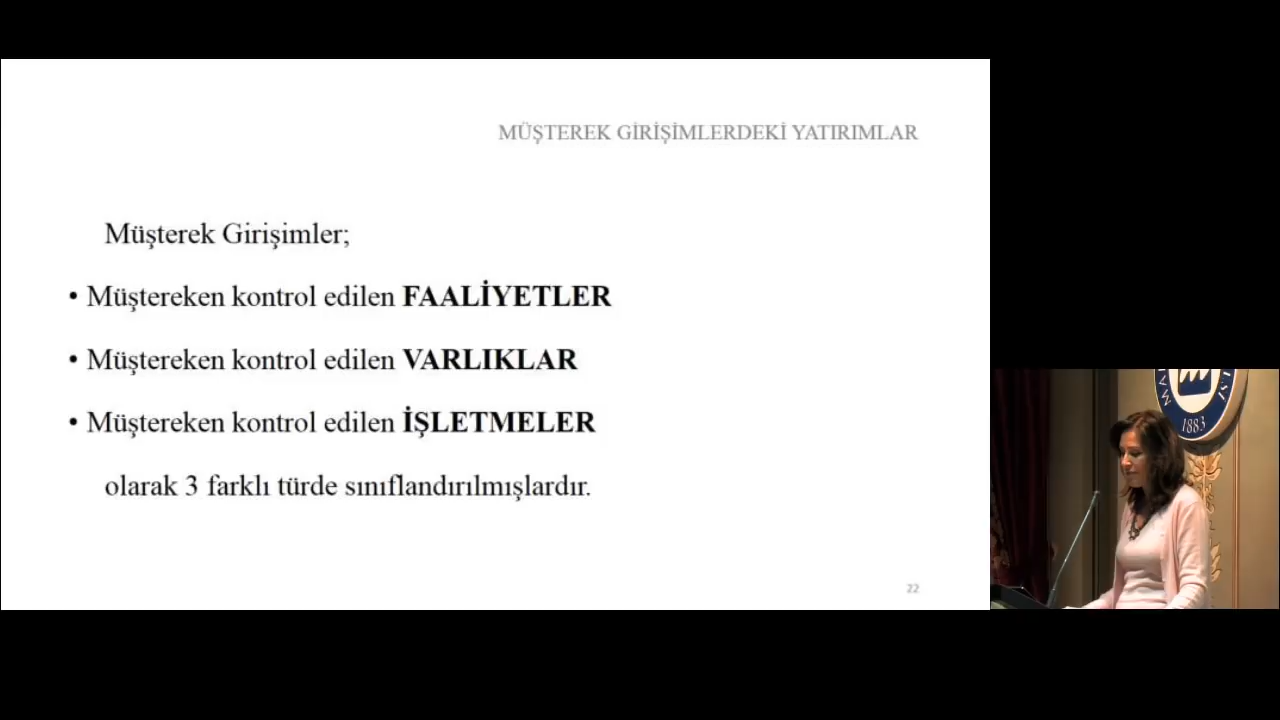 MÜŞTEREK GİRİŞİMLERDEKİ YATIRIMLAR
Müşterek Girişimler;
• Müştereken kontrol edilen FAALİYETLER
• Müştereken kontrol edilen VARLIKLAR
• Müştereken kontrol edilen İŞLETMELER
olarak 3 farklı türde sınıflandırılmışlardır.
22
1883